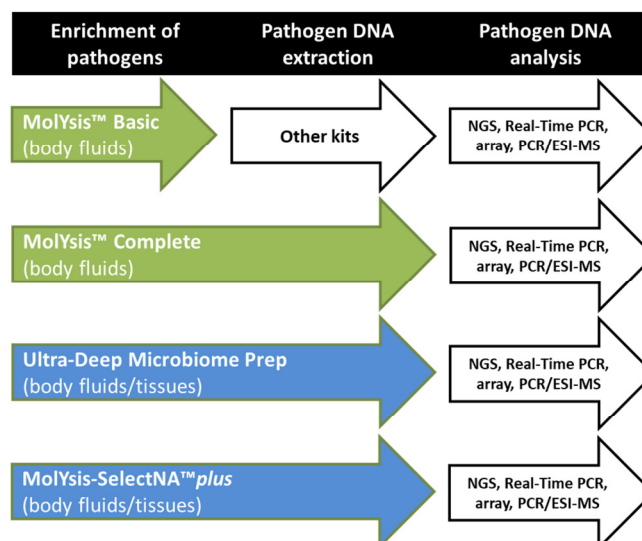 Enrichment of pathogens
Pathogen DNA extraction
Pathogen DNA analysis
MolYsis™ Basic
(body fluids)
Other kits
NGS, Real-Time PCR,
array, PCR/ESI-MS
MolYsis™ Complete
(body fluids)
NGS, Real-Time PCR,
array, PCR/ESI-MS
Ultra-Deep Microbiome Prep
(body fluids/tissues)
NGS, Real-Time PCR,
array, PCR/ESI-MS
MolYsis-SelectNA™plus
(body fluids/tissues)
NGS, Real-Time PCR,
array, PCR/ESI-MS